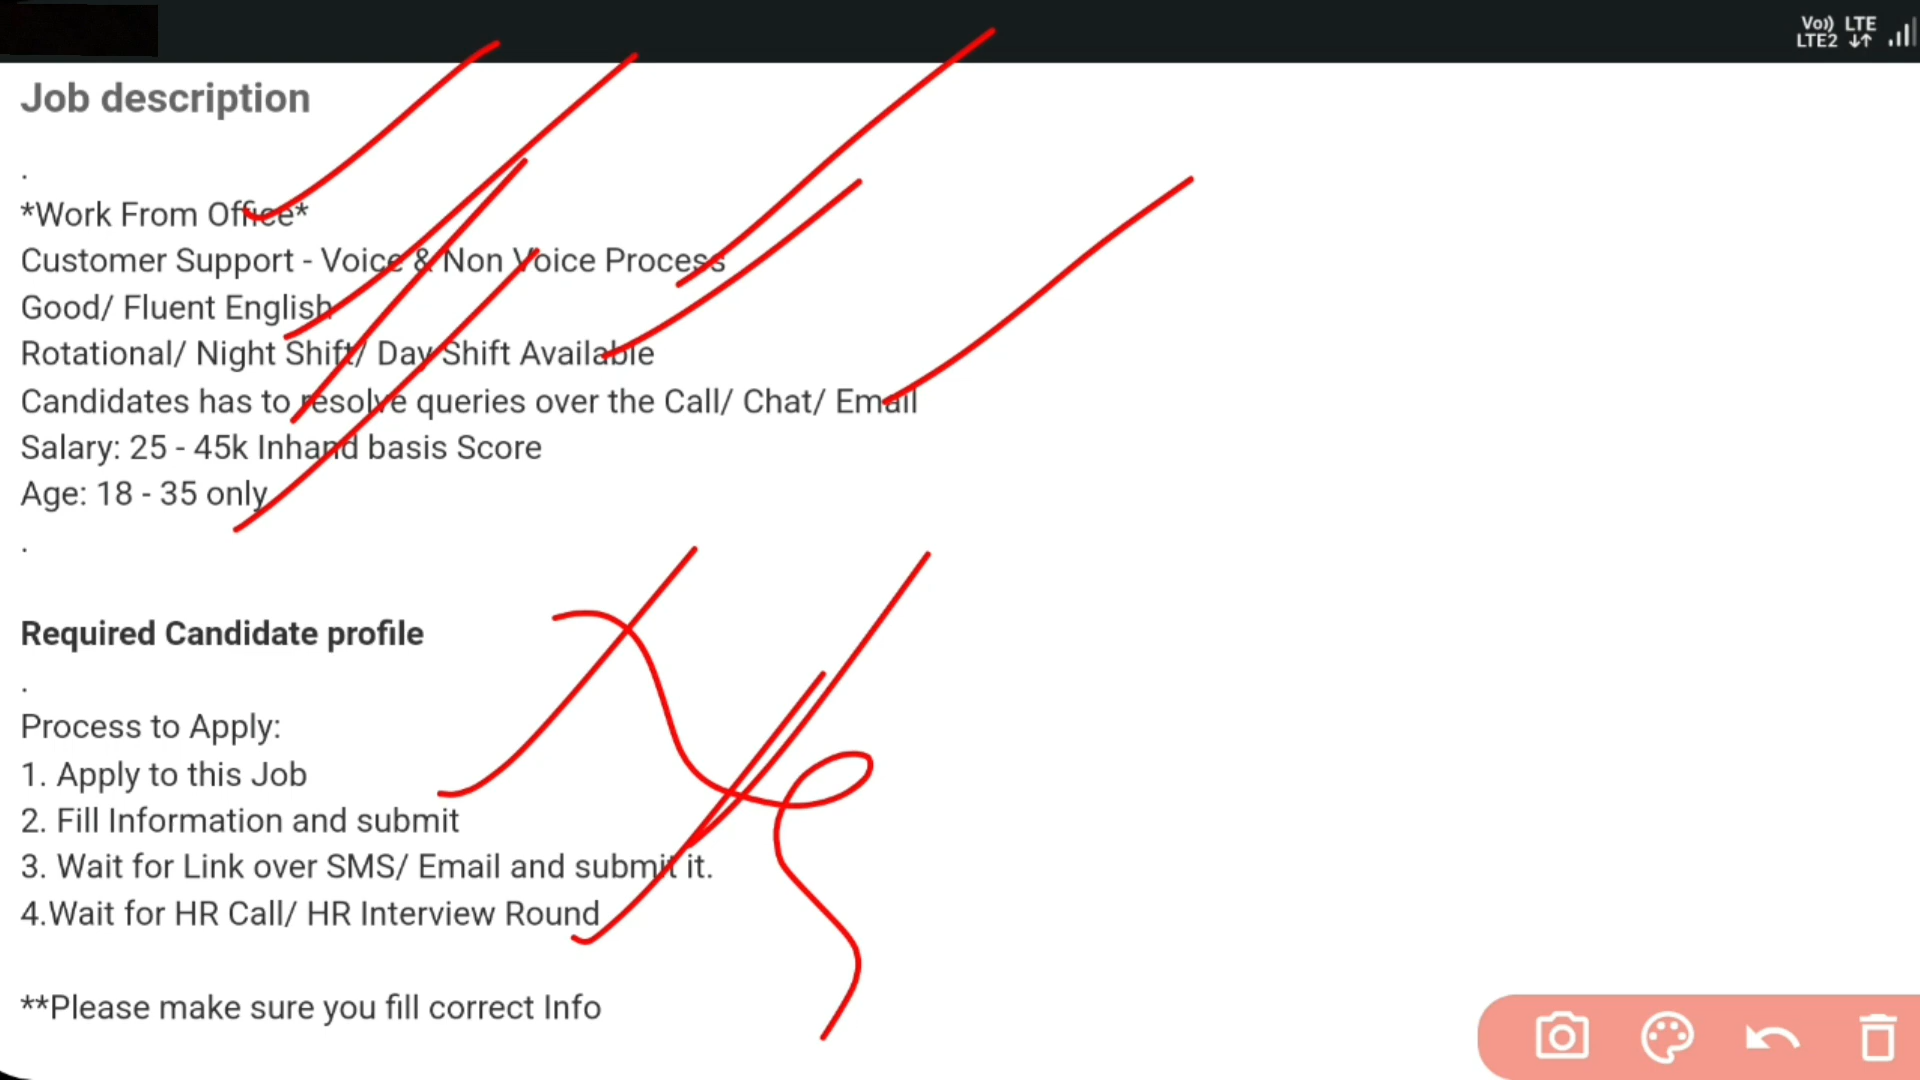 Vo)) LTE
LTE2
Job description
.
*Work From Office*
Customer Support - Voice & Non Voice Process
Good/ Fluent English
Rotational/ Night Shift/ Day Shift Available
Candidates has to resolve queries over the Call/ Chat/ Email
Salary: 25 - 45k Inhand basis Score
Age: 18 - 35 only
.
Required Candidate profile
.
Process to Apply:
1. Apply to this Job
2. Fill Information and submit
3. Wait for Link over SMS/ Email and submit it.
4.Wait for HR Call/ HR Interview Round
**Please make sure you fill correct Info